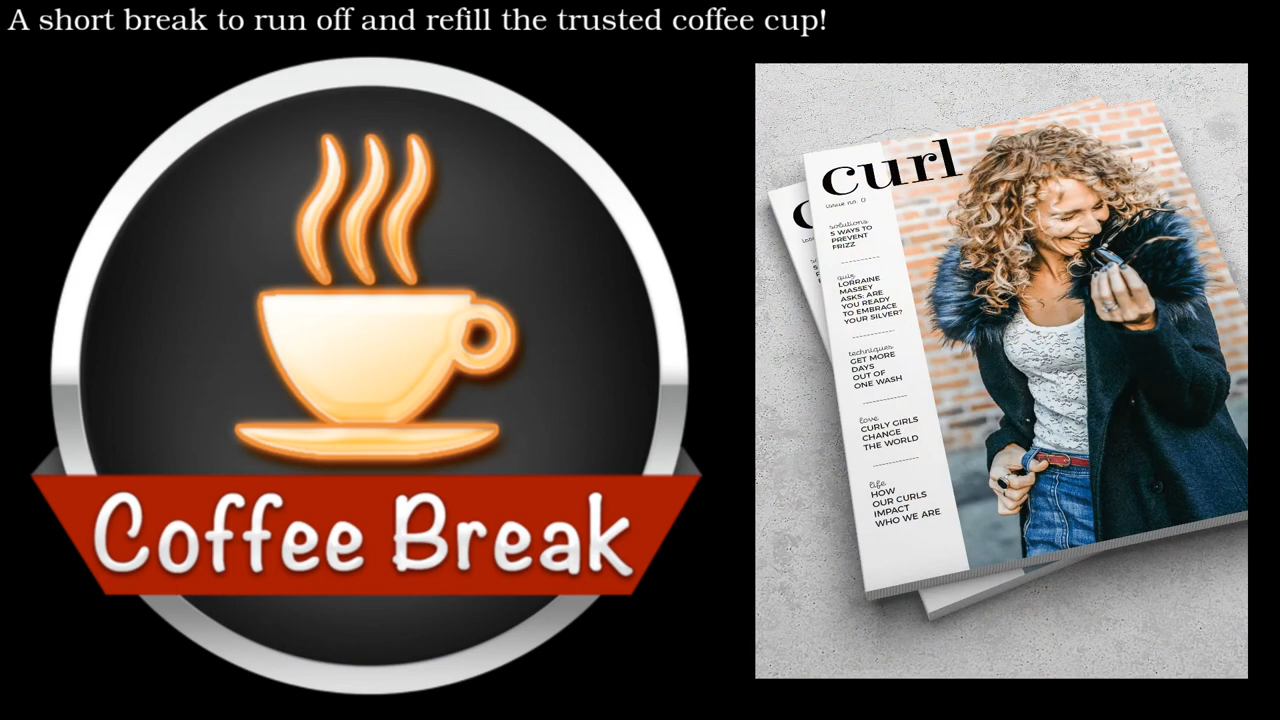 A short break to run off and refill the trusted coffee cup!
Coffee Break
curl
issue no. 0
solutions
5 WAYS TO
PREVENT
FRIZZ
quiz
LORRAINE
MASSEY
ASKS: ARE
YOU READY
TO EMBRACE
YOUR SILVER?
techniques
GET MORE
DAYS
OUT OF
ONE WASH
love
CURLY GIRLS
CHANGE
THE WORLD
life
HOW
OUR CURLS
IMPACT
WHO WE ARE